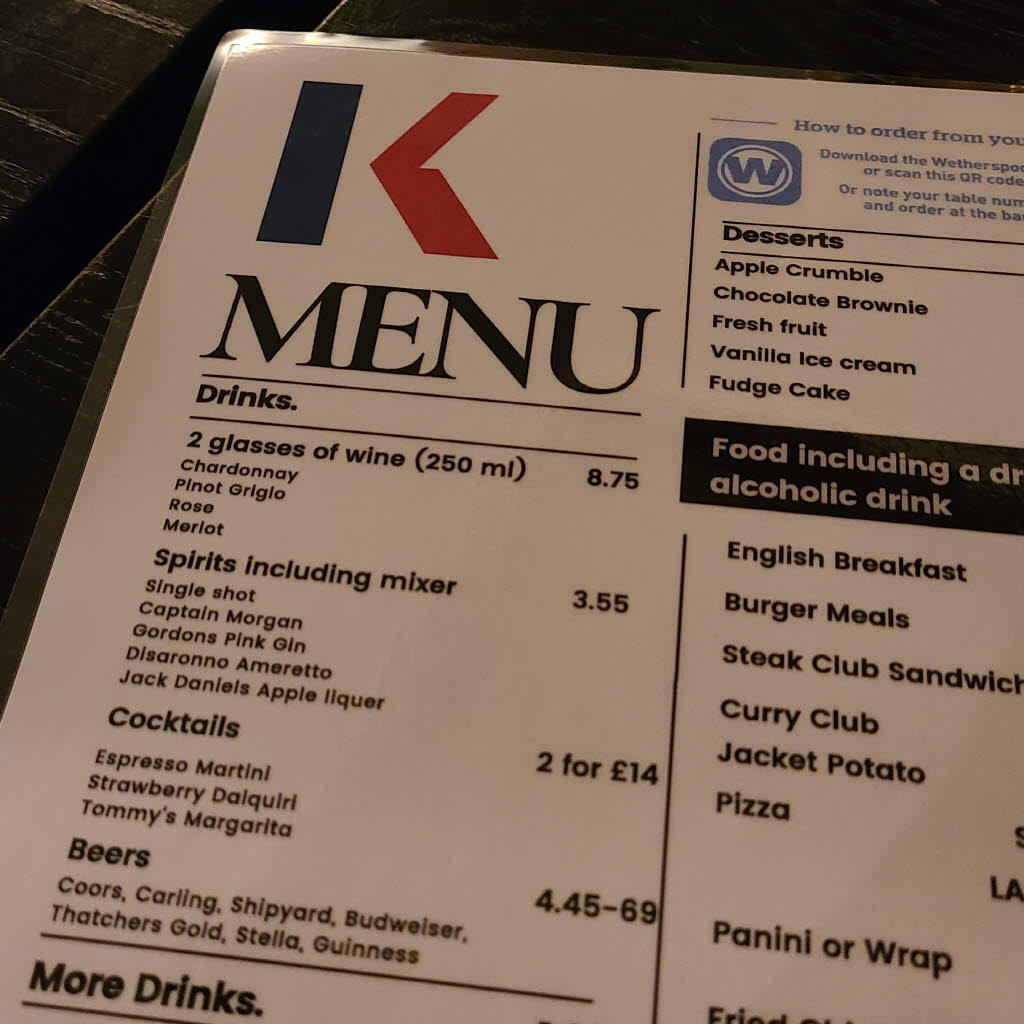 K
MENU
Drinks.
2 glasses of wine (250 ml) 8.75
Chardonnay
Pinot Grigio
Rose
Merlot
Spirits including mixer 3.55
Single shot
Captain Morgan
Gordons Pink Gin
Disaronno Ameretto
Jack Daniels Apple liquer
Cocktails
Espresso Martini 2 for £14
Strawberry Daiquiri
Tommy's Margarita
Beers
Coors, Carling, Shipyard, Budweiser, 4.45-69
Thatchers Gold, Stella, Guinness
More Drinks.
How to order from
W
Download the
or scan this QR code
Or note your table
and order at the
Desserts
Apple Crumble
Chocolate Brownie
Fresh fruit
Vanilla Ice cream
Fudge Cake
Food including a
alcoholic drink
English Breakfast
Burger Meals
Steak Club Sandwich
Curry Club
Jacket Potato
Pizza
Panini or Wrap